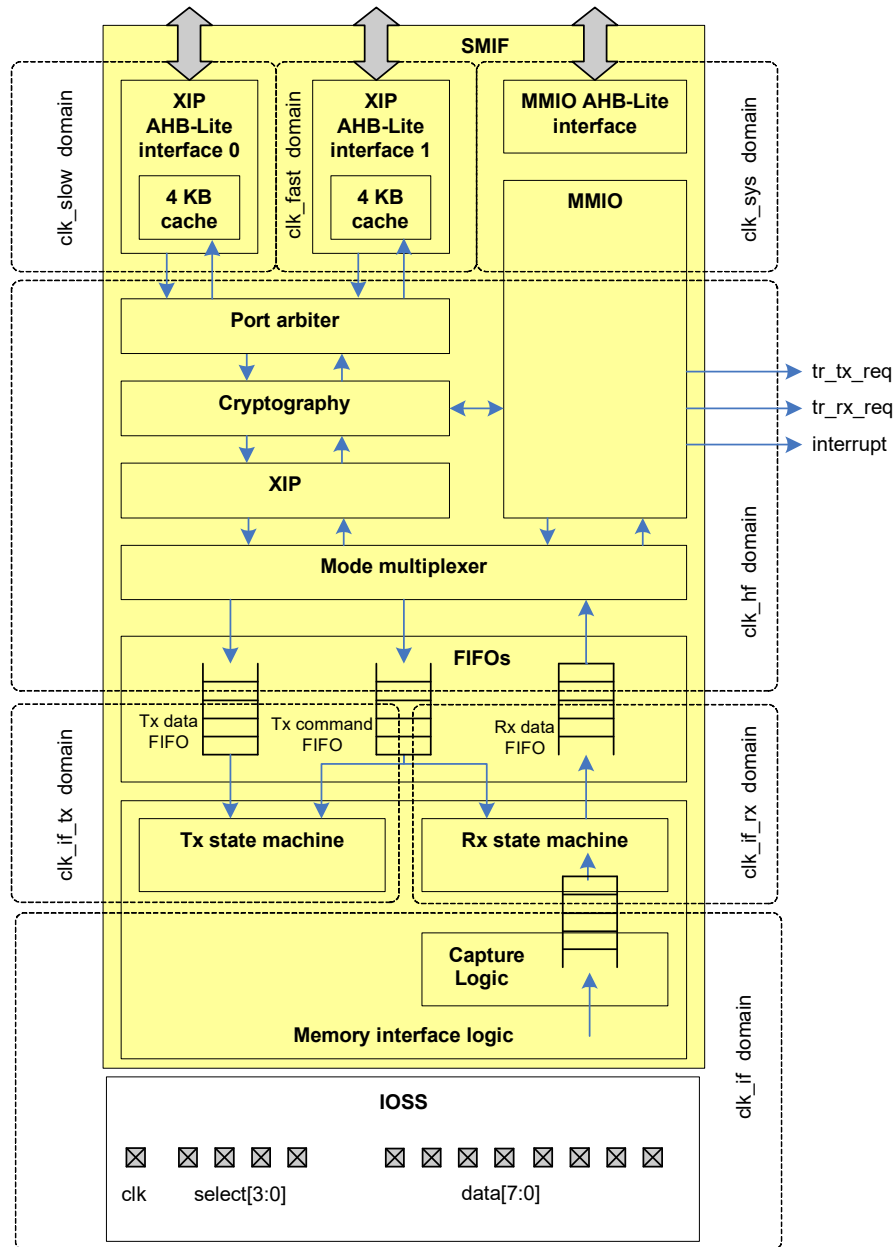 SMIF
XIP
AHB-Lite
interface 0
4 KB
cache
XIP
AHB-Lite
interface 1
4 KB
cache
MMIO AHB-Lite
interface
MMIO
clk_slow domain
clk_fast domain
clk_sys domain
Port arbiter
Cryptography
XIP
Mode multiplexer
tr_tx_req
tr_rx_req
interrupt
clk_hf domain
FIFOs
Tx data
FIFO
Tx command
FIFO
Rx data
FIFO
Tx state machine
Rx state machine
clk_if_tx domain
clk_if_rx domain
Capture
Logic
Memory interface logic
clk_if domain
IOSS
clk
select[3:0]
data[7:0]